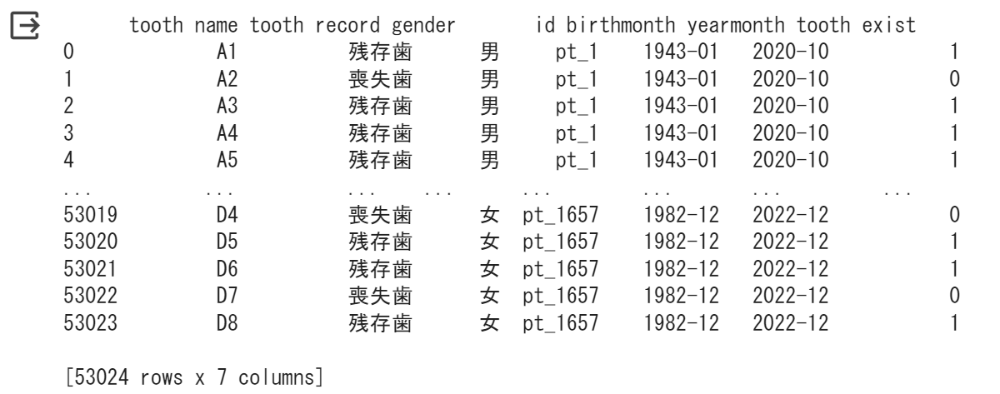 tooth name tooth record gender id birthmonth yearmonth tooth exist
0 A1 残存歯 男 pt_1 1943-01 2020-10 1
1 A2 喪失歯 男 pt_1 1943-01 2020-10 0
2 A3 残存歯 男 pt_1 1943-01 2020-10 1
3 A4 残存歯 男 pt_1 1943-01 2020-10 1
4 A5 残存歯 男 pt_1 1943-01 2020-10 1
... ... ... ... ... ... ... ...
53019 D4 喪失歯 女 pt_1657 1982-12 2022-12 0
53020 D5 残存歯 女 pt_1657 1982-12 2022-12 1
53021 D6 残存歯 女 pt_1657 1982-12 2022-12 1
53022 D7 喪失歯 女 pt_1657 1982-12 2022-12 0
53023 D8 残存歯 女 pt_1657 1982-12 2022-12 1
[53024 rows x 7 columns]